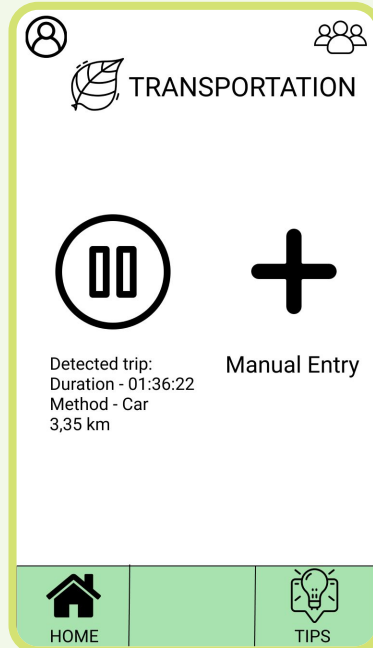 TRANSPORTATION
Detected trip:
Duration - 01:36:22
Method - Car
3,35 km
Manual Entry
HOME
TIPS